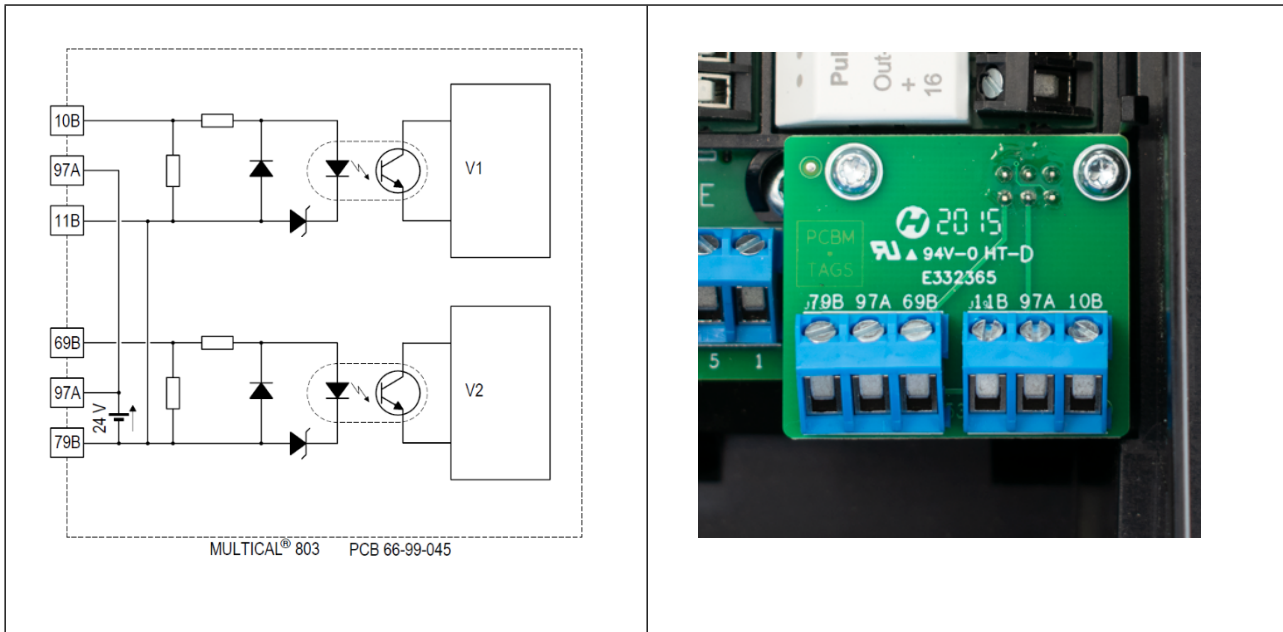 10B
97A
11B
V1
69B
97A
79B
24 V
V2
MULTICAL® 803 PCB 66-99-045
Pul
Out-
+
16
E
2015
PCBM
TAGS
94V-0 HT-D
E332365
79B 97A 69B
11B 97A 10B
5 1